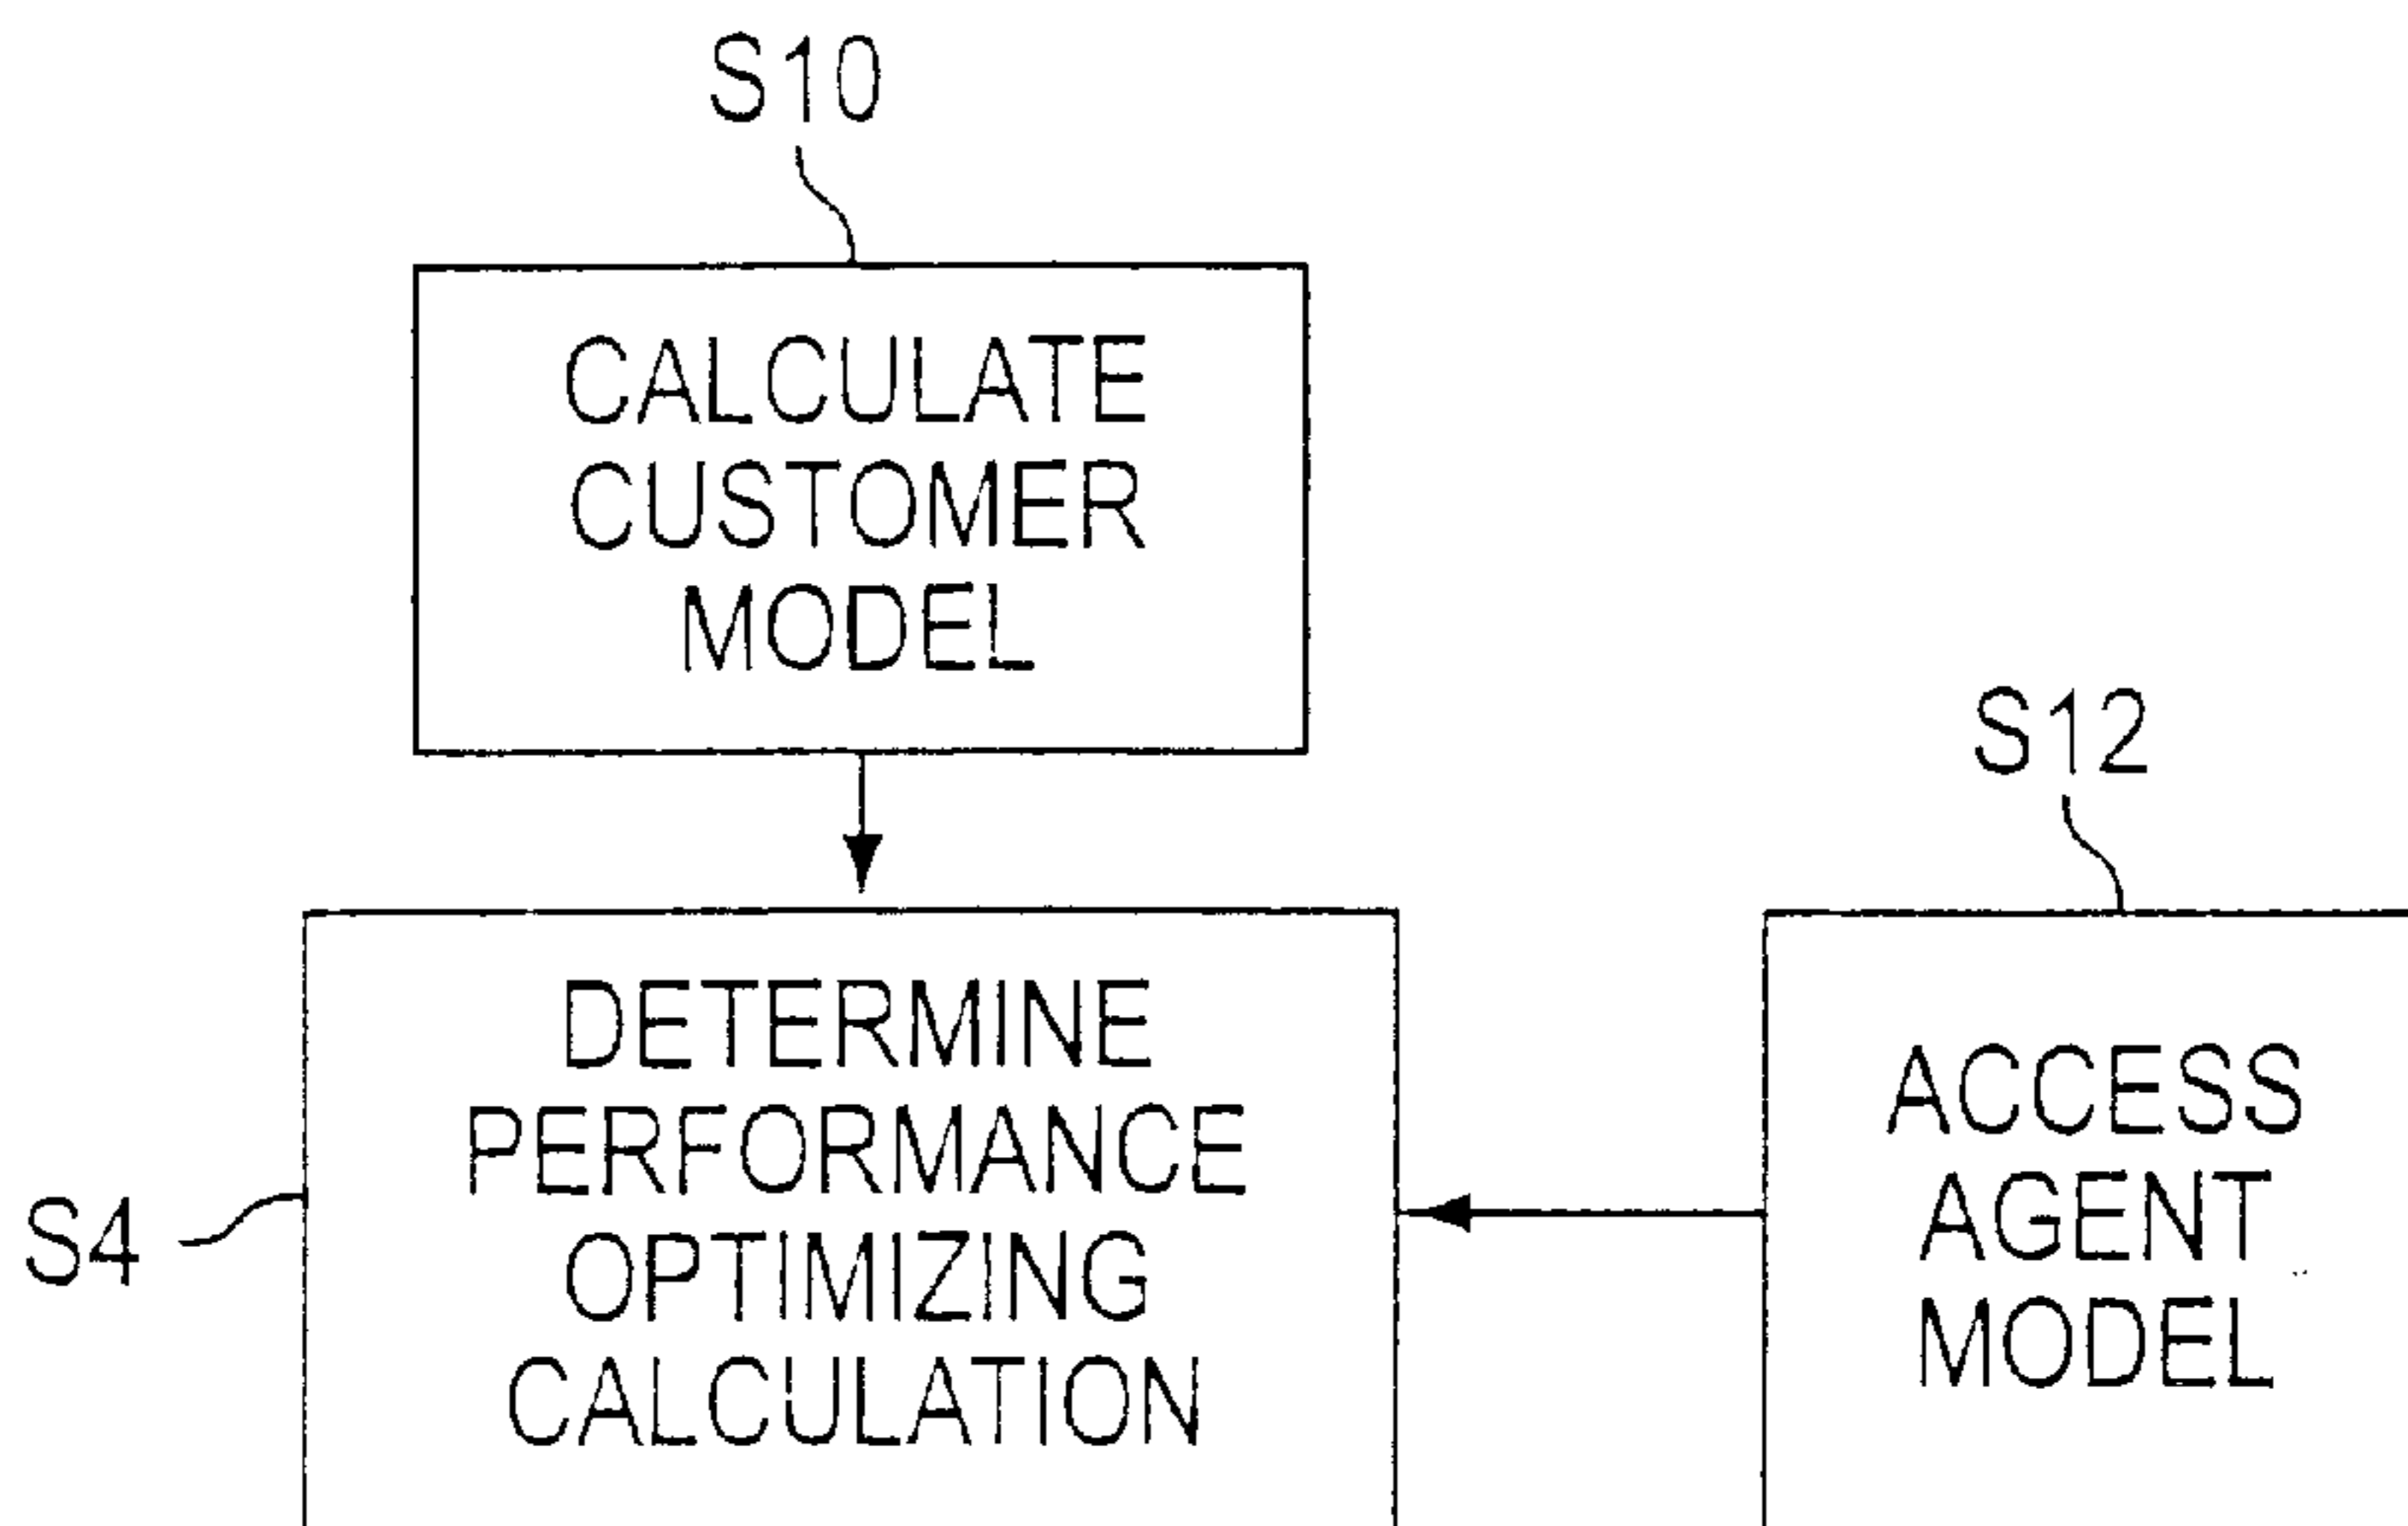 S10
CALCULATE
CUSTOMER
MODEL
S12
DETERMINE
PERFORMANCE
OPTIMIZING
CALCULATION
S4
ACCESS
AGENT
MODEL